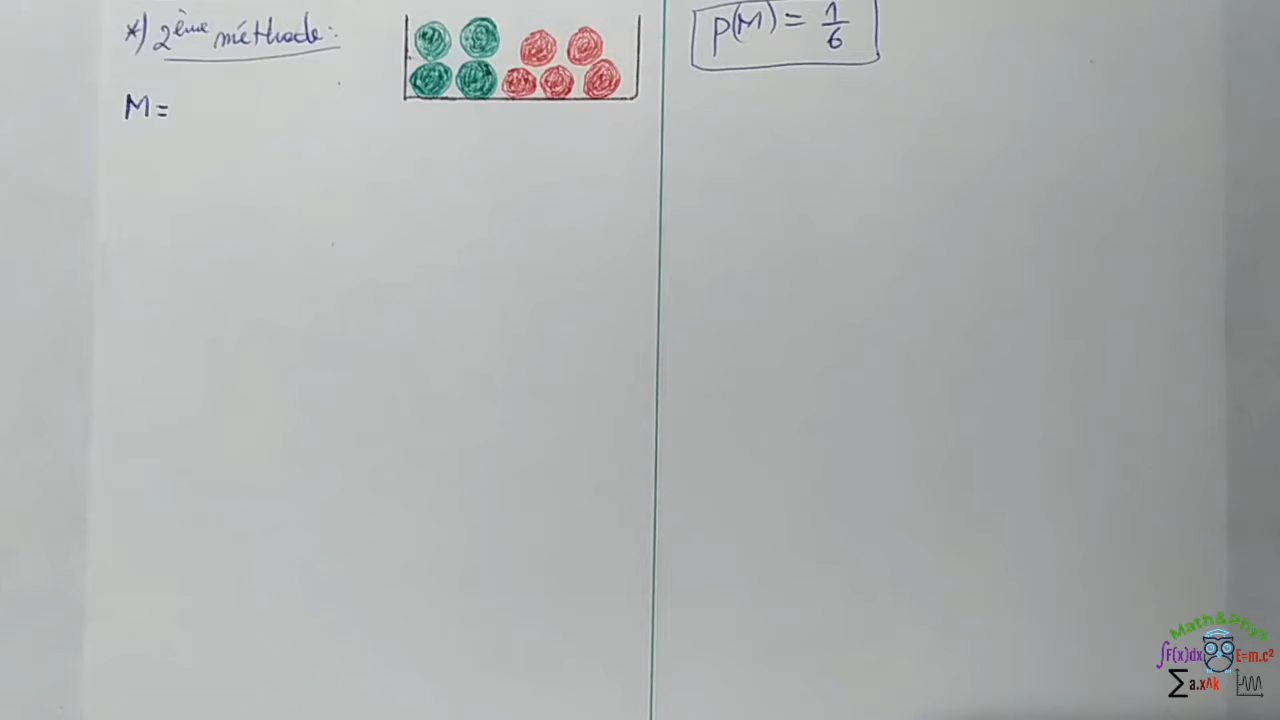 *) 2ème méthode:
M=
P(M) = 1/6
Math&Phys
∫F(x)dx E=m.c²
∑ a.x^k